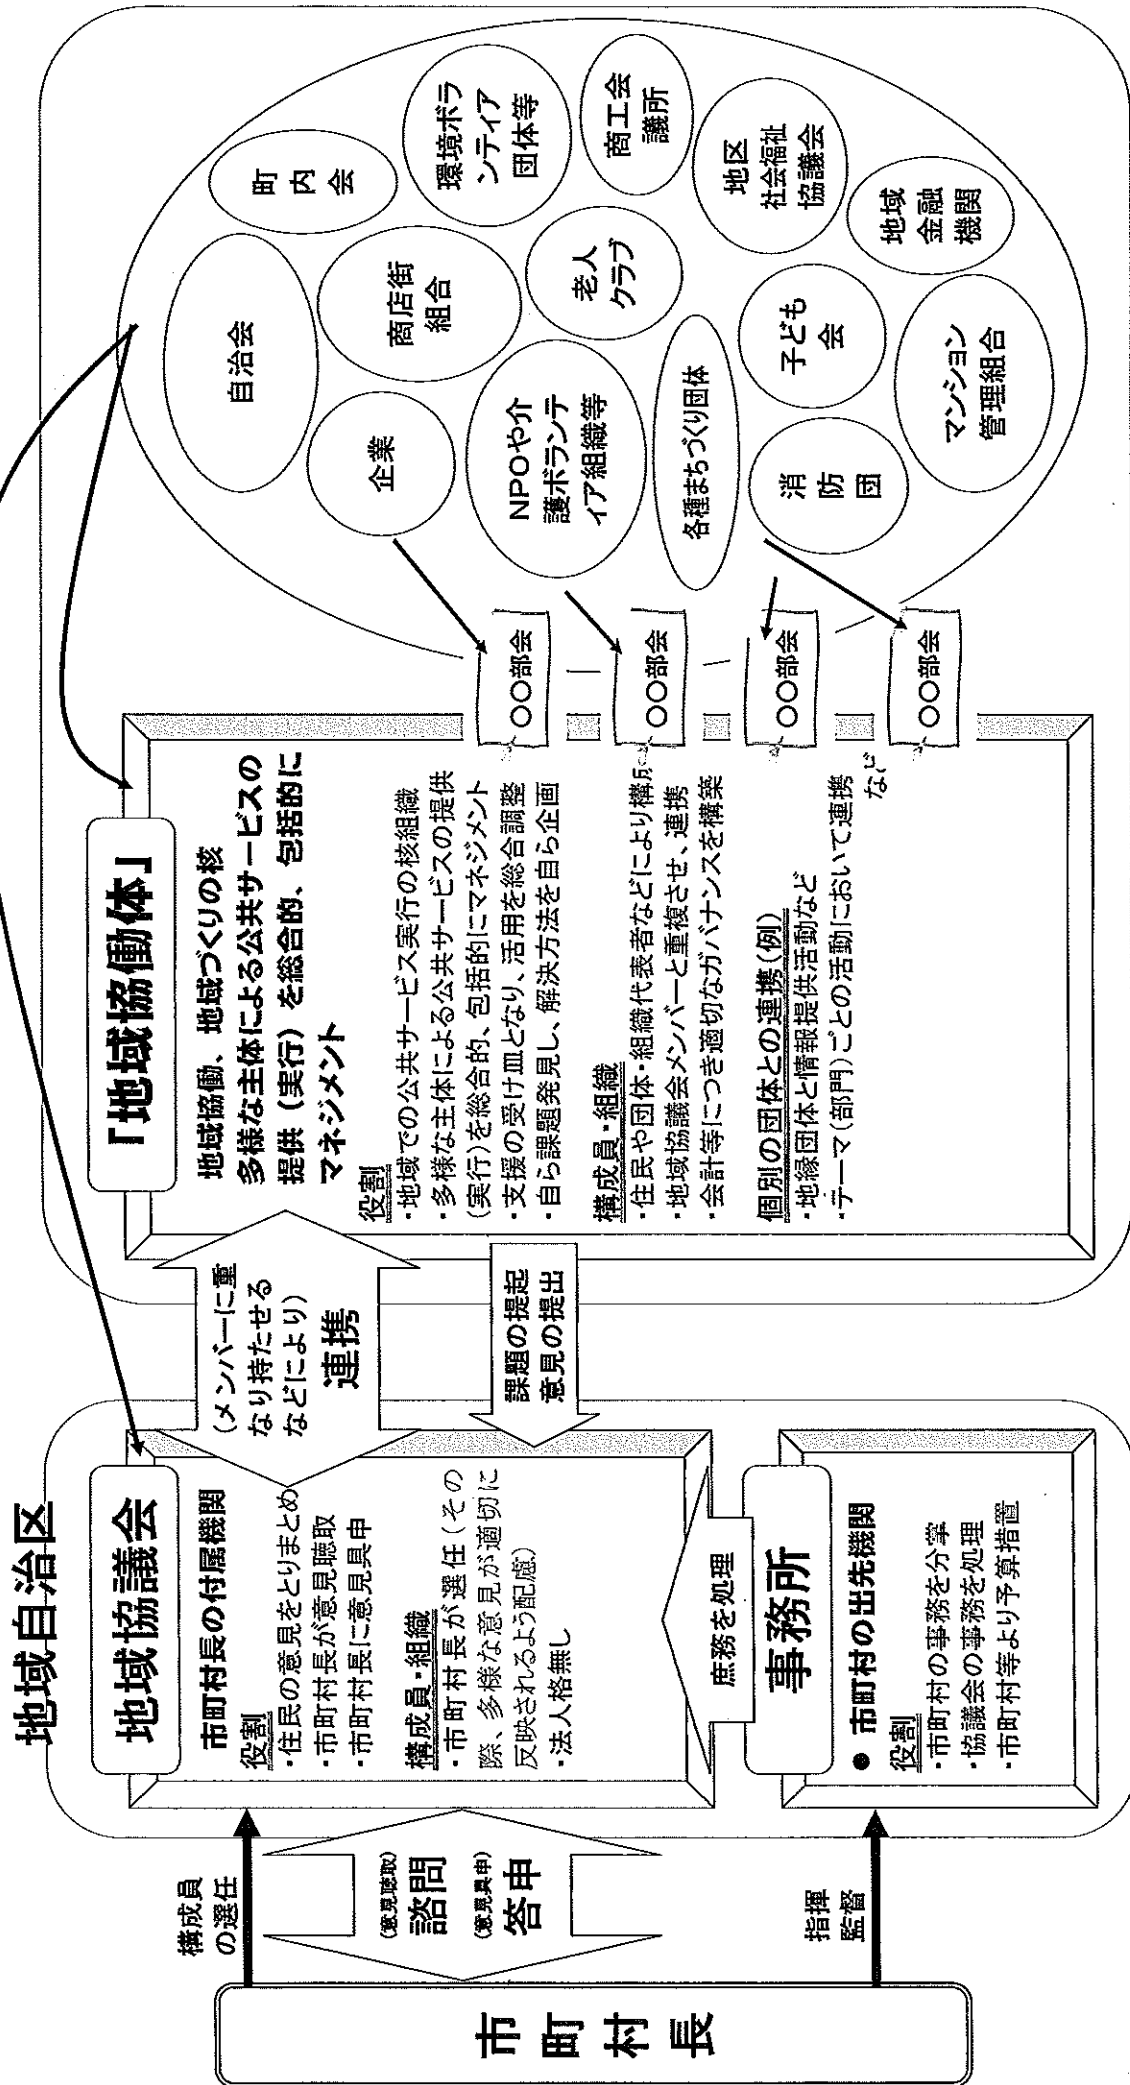 地域自治区
市町村長
構成員
の選任
(意見聴取)
諮問
(意見具申)
答申
指揮
監督
地域協議会
市町村長の付属機関
役割
・住民の意見をとりまとめ
・市町村長が意見聴取
・市町村長に意見具申
構成員・組織
・市町村長が選任(その
際、多様な意見が適切に
反映されるよう配慮)
・法人格無し
庶務を処理
事務所
● 市町村の出先機関
役割
・市町村の事務を分掌
・協議会の事務を処理
・市町村等より予算措置
(メンバーに重
なり持たせる
などにより)
連携
課題の提起
意見の提出
「地域協働体」
地域協働、地域づくりの核
多様な主体による公共サービスの
提供(実行)を総合的、包括的に
マネジメント
役割
・地域での公共サービス実行の核組織
・多様な主体による公共サービスの提供
(実行)を総合的、包括的にマネジメント
・支援の受け皿となり、活用を総合調整
・自ら課題発見し、解決方法を自ら企画
構成員・組織
・住民や団体・組織代表者などにより構成
・地域協議会メンバーと重複させ、連携
・会計等につき適切なガバナンスを構築
個別の団体との連携(例)
・地縁団体と情報提供活動など
・テーマ(部門)ごとの活動において連携
など
〇〇部会
〇〇部会
〇〇部会
〇〇部会
自治会
町
内
会
企業
商店街
組合
環境ボラ
ンティア
団体等
NPOや介
護ボランテ
ィア組織等
老人
クラブ
商工会
議所
各種まちづくり団体
地区
社会福祉
協議会
子ども
会
消
防
団
地域
金融
機関
マンション
管理組合